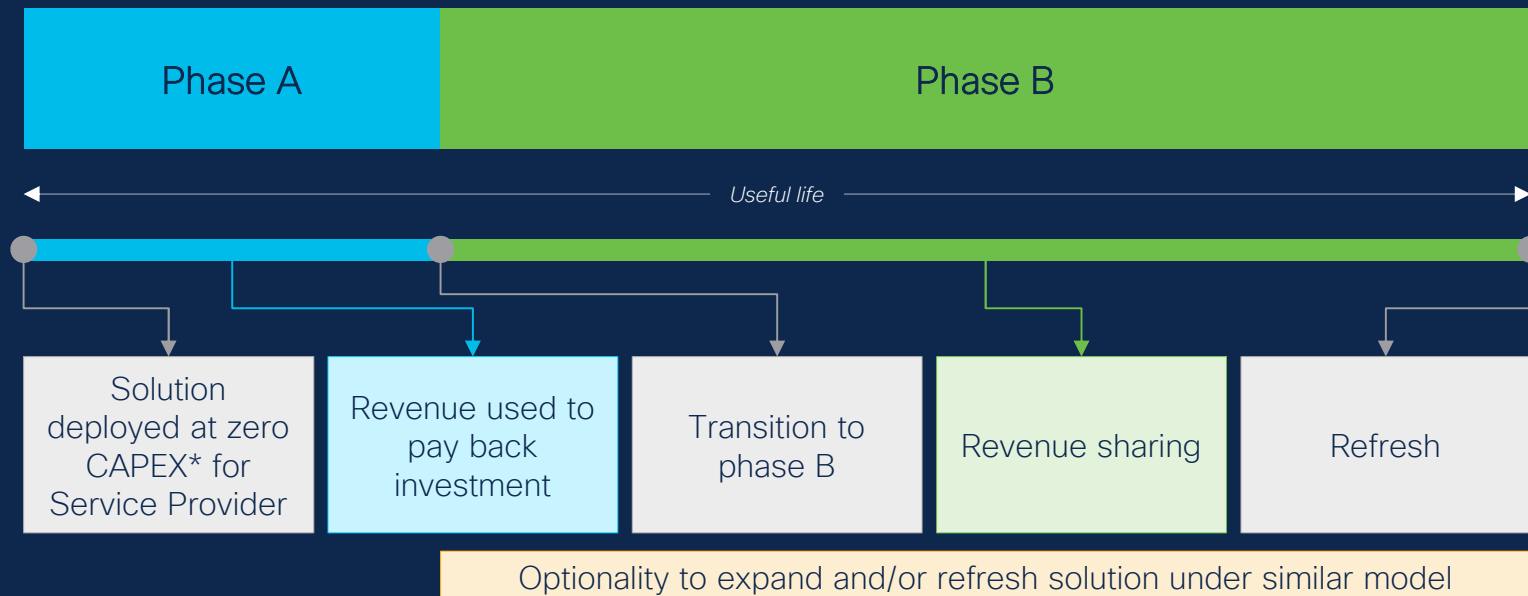 Phase A
Phase B
Useful life
Solution
deployed at zero
CAPEX* for
Service Provider
Revenue used to
pay back
investment
Transition to
phase B
Revenue sharing
Refresh
Optionality to expand and/or refresh solution under similar model